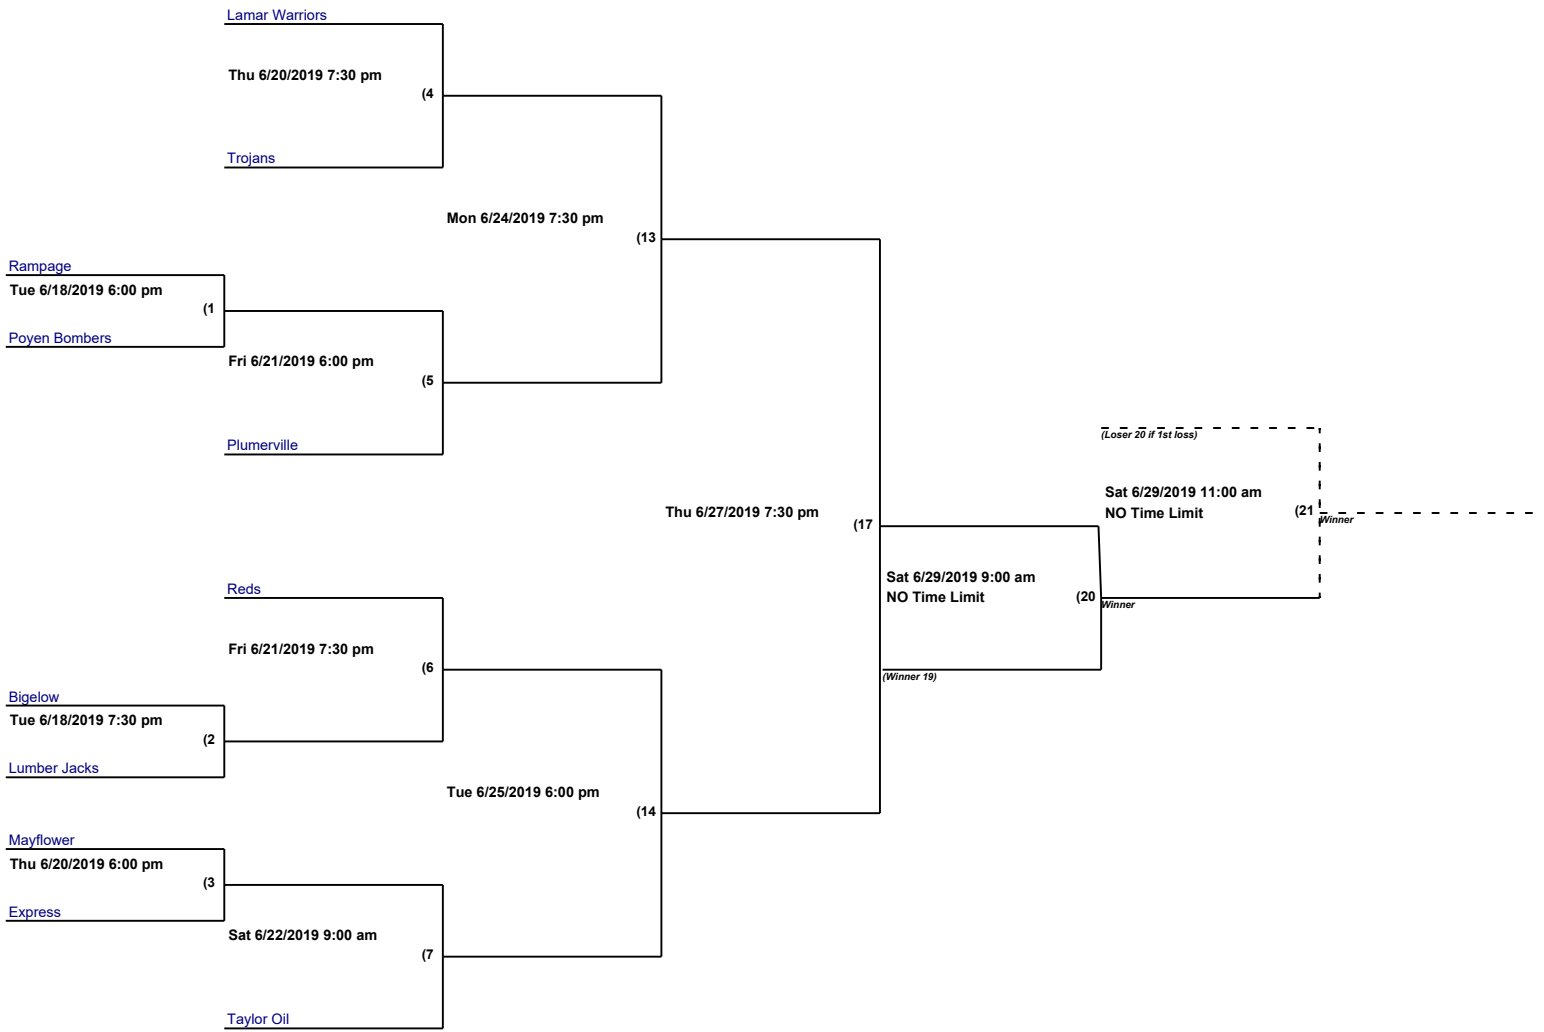 Lamar Warriors
Thu 6/20/2019 7:30 pm
(4
Trojans
Mon 6/24/2019 7:30 pm
(13
Rampage
Tue 6/18/2019 6:00 pm
(1
Poyen Bombers
Fri 6/21/2019 6:00 pm
(5
Plumerville
(Loser 20 if 1st loss)
Sat 6/29/2019 11:00 am
NO Time Limit
(21
Winner
Thu 6/27/2019 7:30 pm
(17
Sat 6/29/2019 9:00 am
NO Time Limit
(20
Winner
(Winner 19)
Reds
Fri 6/21/2019 7:30 pm
(6
Bigelow
Tue 6/18/2019 7:30 pm
(2
Lumber Jacks
Tue 6/25/2019 6:00 pm
(14
Mayflower
Thu 6/20/2019 6:00 pm
(3
Express
Sat 6/22/2019 9:00 am
(7
Taylor Oil